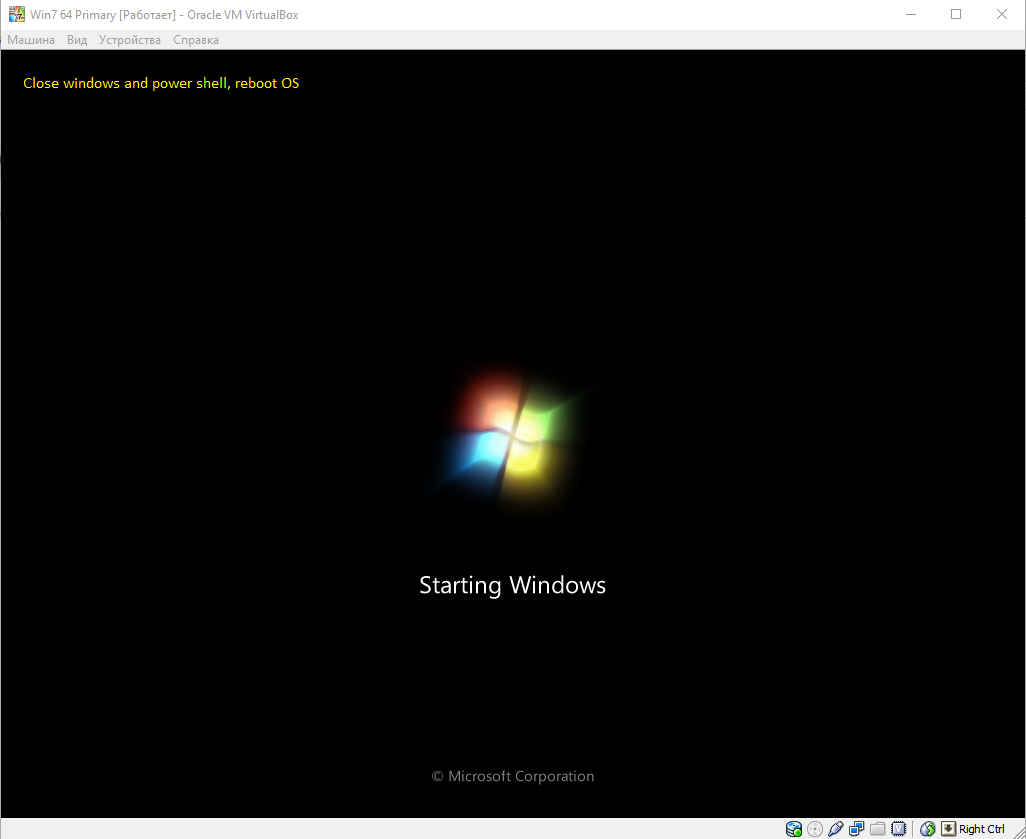 Win7 64 Primary [Работает] - Oracle VM VirtualBox
Машина Вид Устройства Справка
Close windows and power shell, reboot OS
Starting Windows
© Microsoft Corporation
Right Ctrl